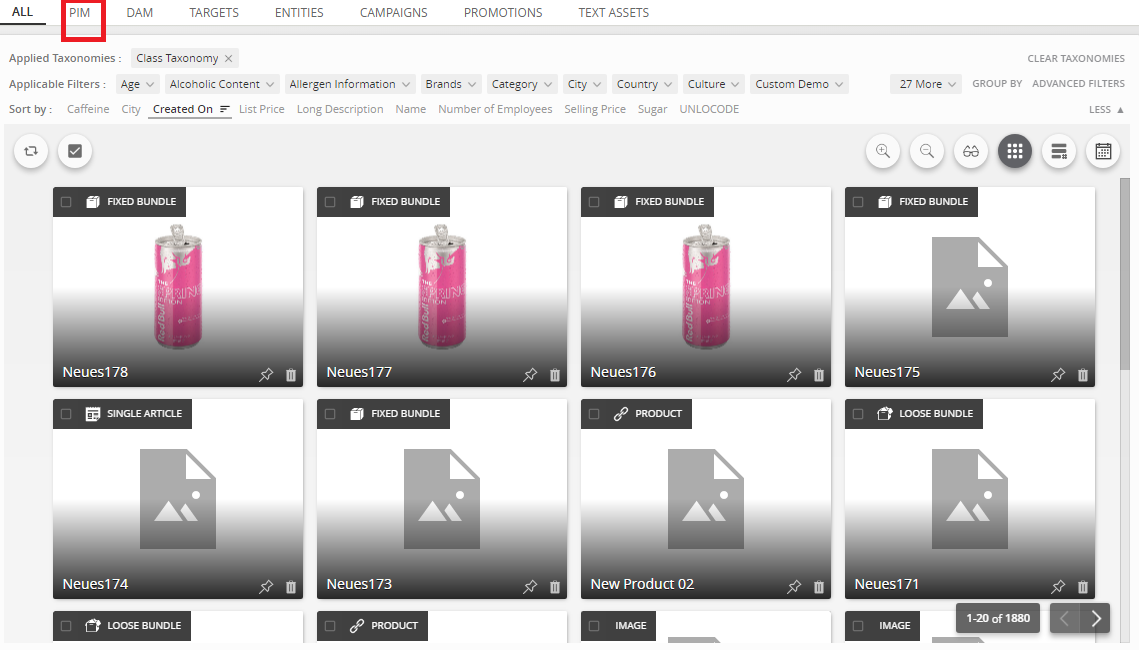 ALL PIM DAM TARGETS ENTITIES CAMPAIGNS PROMOTIONS TEXT ASSETS
Applied Taxonomies : Class Taxonomy × CLEAR TAXONOMIES
Applicable Filters : Age Alcoholic Content Allergen Information Brands Category City Country Culture Custom Demo 27 More GROUP BY ADVANCED FILTERS
Sort by : Caffeine City Created On List Price Long Description Name Number of Employees Selling Price Sugar UNLOCODE LESS
FIXED BUNDLE FIXED BUNDLE FIXED BUNDLE FIXED BUNDLE
Neues178 Neues177 Neues176 Neues175
SINGLE ARTICLE FIXED BUNDLE PRODUCT LOOSE BUNDLE
Neues174 Neues173 New Product 02 Neues171
LOOSE BUNDLE PRODUCT IMAGE IMAGE
1-20 of 1880